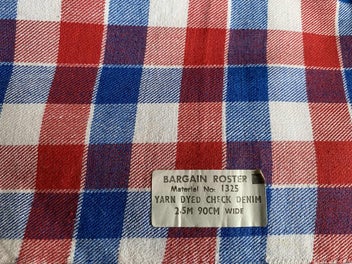 BARGAIN ROSTER
Material No: 1325
YARN DYED CHECK DENIM
2.5M 90CM WIDE